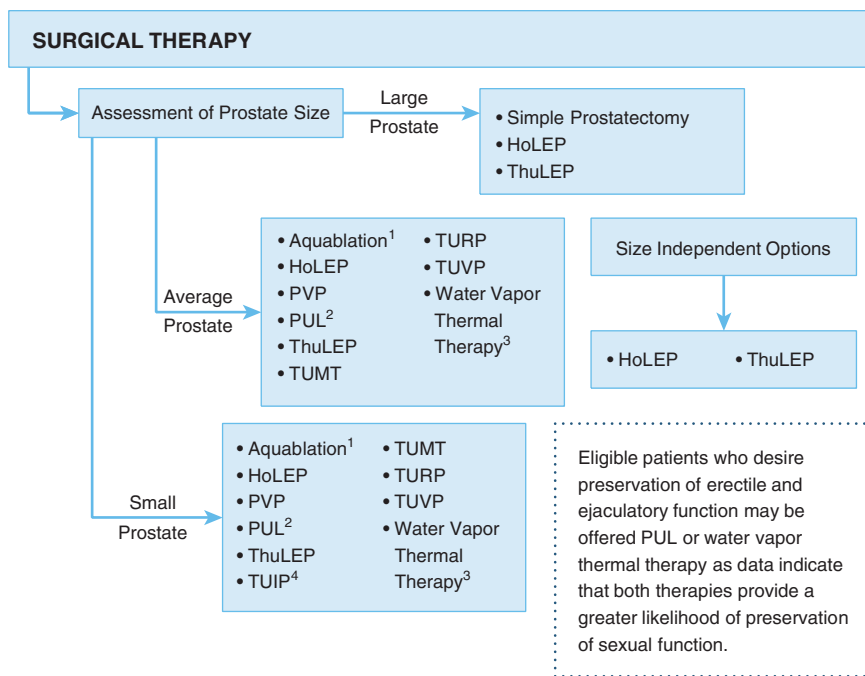 SURGICAL THERAPY
Assessment of Prostate Size
Large
Prostate
• Simple Prostatectomy
• HoLEP
• ThuLEP
Average
Prostate
• Aquablation¹
• HoLEP
• PVP
• PUL²
• ThuLEP
• TUMT
• TURP
• TUVP
• Water Vapor
Thermal
Therapy³
Size Independent Options
• HoLEP
• ThuLEP
Small
Prostate
• Aquablation¹
• HoLEP
• PVP
• PUL²
• ThuLEP
• TUIP⁴
• TUMT
• TURP
• TUVP
• Water Vapor
Thermal
Therapy³
Eligible patients who desire
preservation of erectile and
ejaculatory function may be
offered PUL or water vapor
thermal therapy as data indicate
that both therapies provide a
greater likelihood of preservation
of sexual function.